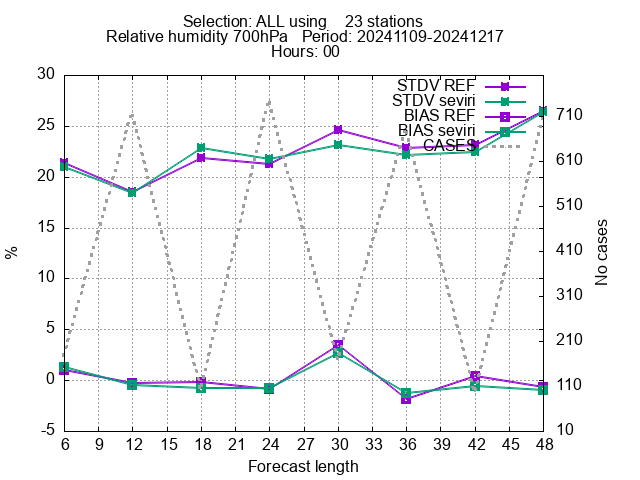 Selection: ALL using    23 stations
Relative humidity 700hPa   Period: 20241109-20241217
Hours: 00
STDV REF
STDV seviri
BIAS REF
BIAS seviri
CASES
30
25
20
15
10
5
0
-5
%
710
610
510
410
310
210
110
10
No cases
6 9 12 15 18 21 24 27 30 33 36 39 42 45 48
Forecast length